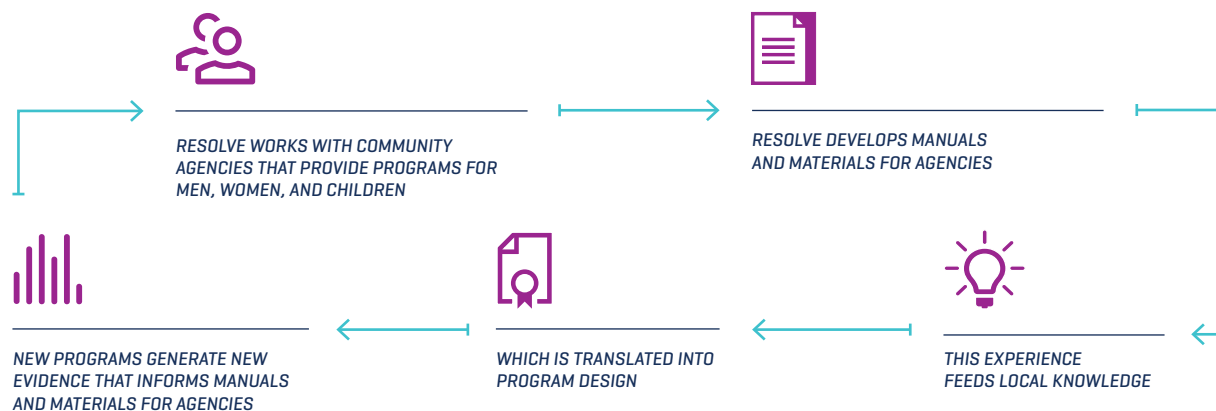 RESOLVE WORKS WITH COMMUNITY
AGENCIES THAT PROVIDE PROGRAMS FOR
MEN, WOMEN, AND CHILDREN
RESOLVE DEVELOPS MANUALS
AND MATERIALS FOR AGENCIES
THIS EXPERIENCE
FEEDS LOCAL KNOWLEDGE
WHICH IS TRANSLATED INTO
PROGRAM DESIGN
NEW PROGRAMS GENERATE NEW
EVIDENCE THAT INFORMS MANUALS
AND MATERIALS FOR AGENCIES